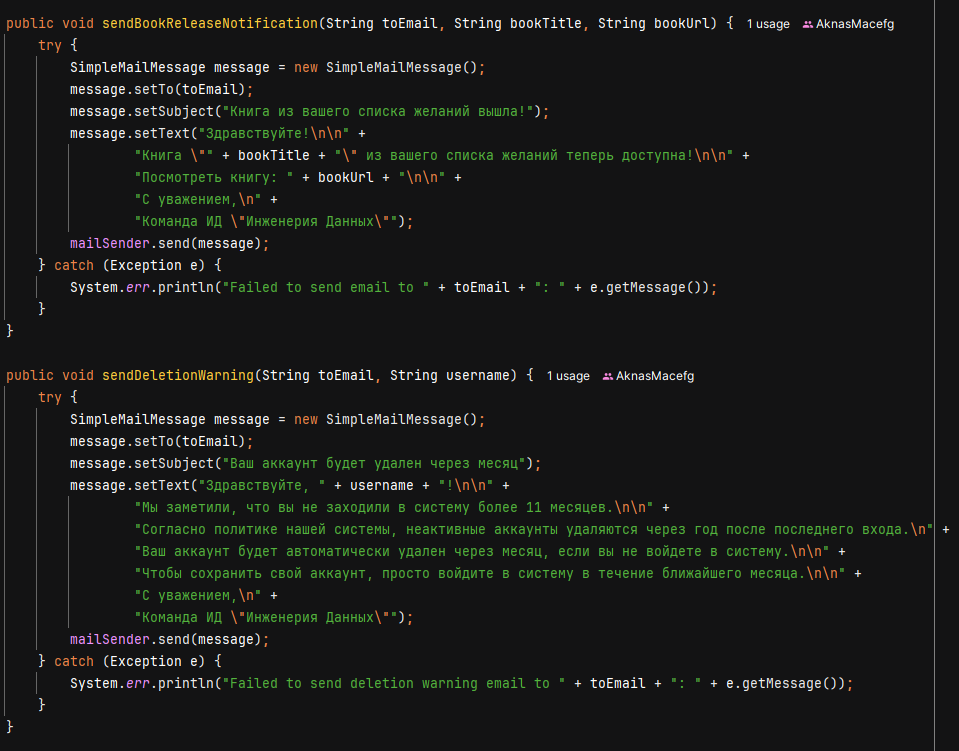 public void sendBookReleaseNotification(String toEmail, String bookTitle, String bookUrl) { 1 usage AknasMacefg
try {
SimpleMailMessage message = new SimpleMailMessage();
message.setTo(toEmail);
message.setSubject("Книга из вашего списка желаний вышла!");
message.setText("Здравствуйте!\n\n" +
"Книга \"" + bookTitle + "\" из вашего списка желаний теперь доступна!\n\n" +
"Посмотреть книгу: " + bookUrl + "\n\n" +
"С уважением,\n" +
"Команда ИД \"Инженерия Данных\"");
mailSender.send(message);
} catch (Exception e) {
System.err.println("Failed to send email to " + toEmail + ": " + e.getMessage());
}
}
public void sendDeletionWarning(String toEmail, String username) { 1 usage AknasMacefg
try {
SimpleMailMessage message = new SimpleMailMessage();
message.setTo(toEmail);
message.setSubject("Ваш аккаунт будет удален через месяц");
message.setText("Здравствуйте, " + username + "!\n\n" +
"Мы заметили, что вы не заходили в систему более 11 месяцев.\n\n" +
"Согласно политике нашей системы, неактивные аккаунты удаляются через год после последнего входа.\n" +
"Ваш аккаунт будет автоматически удален через месяц, если вы не войдете в систему.\n\n" +
"Чтобы сохранить свой аккаунт, просто войдите в систему в течение ближайшего месяца.\n\n" +
"С уважением,\n" +
"Команда ИД \"Инженерия Данных\"");
mailSender.send(message);
} catch (Exception e) {
System.err.println("Failed to send deletion warning email to " + toEmail + ": " + e.getMessage());
}
}